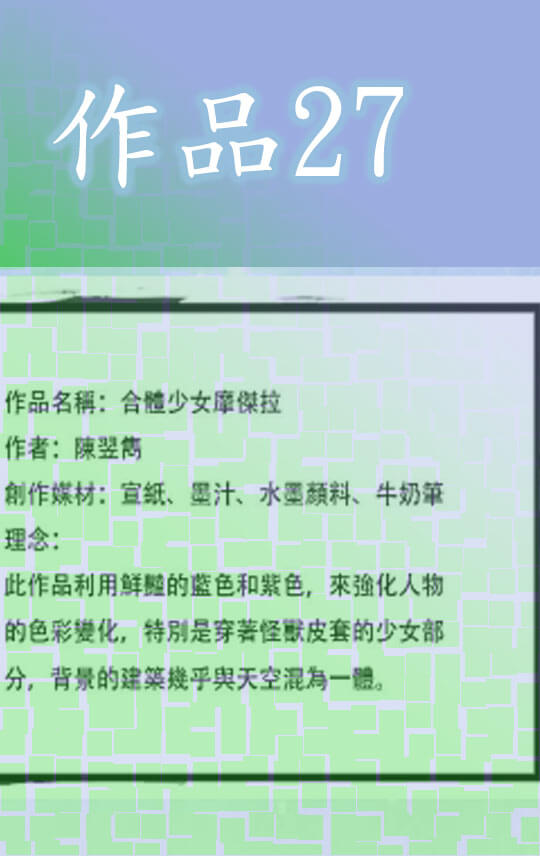 作品27
作品名稱：合體少女摩傑拉
作者：陳翌雋
創作媒材：宣紙、墨汁、水墨顏料、牛奶筆
理念：
此作品利用鮮豔的藍色和紫色，來強化人物
的色彩變化，特別是穿著怪獸皮套的少女部
分，背景的建築幾乎與天空混為一體。